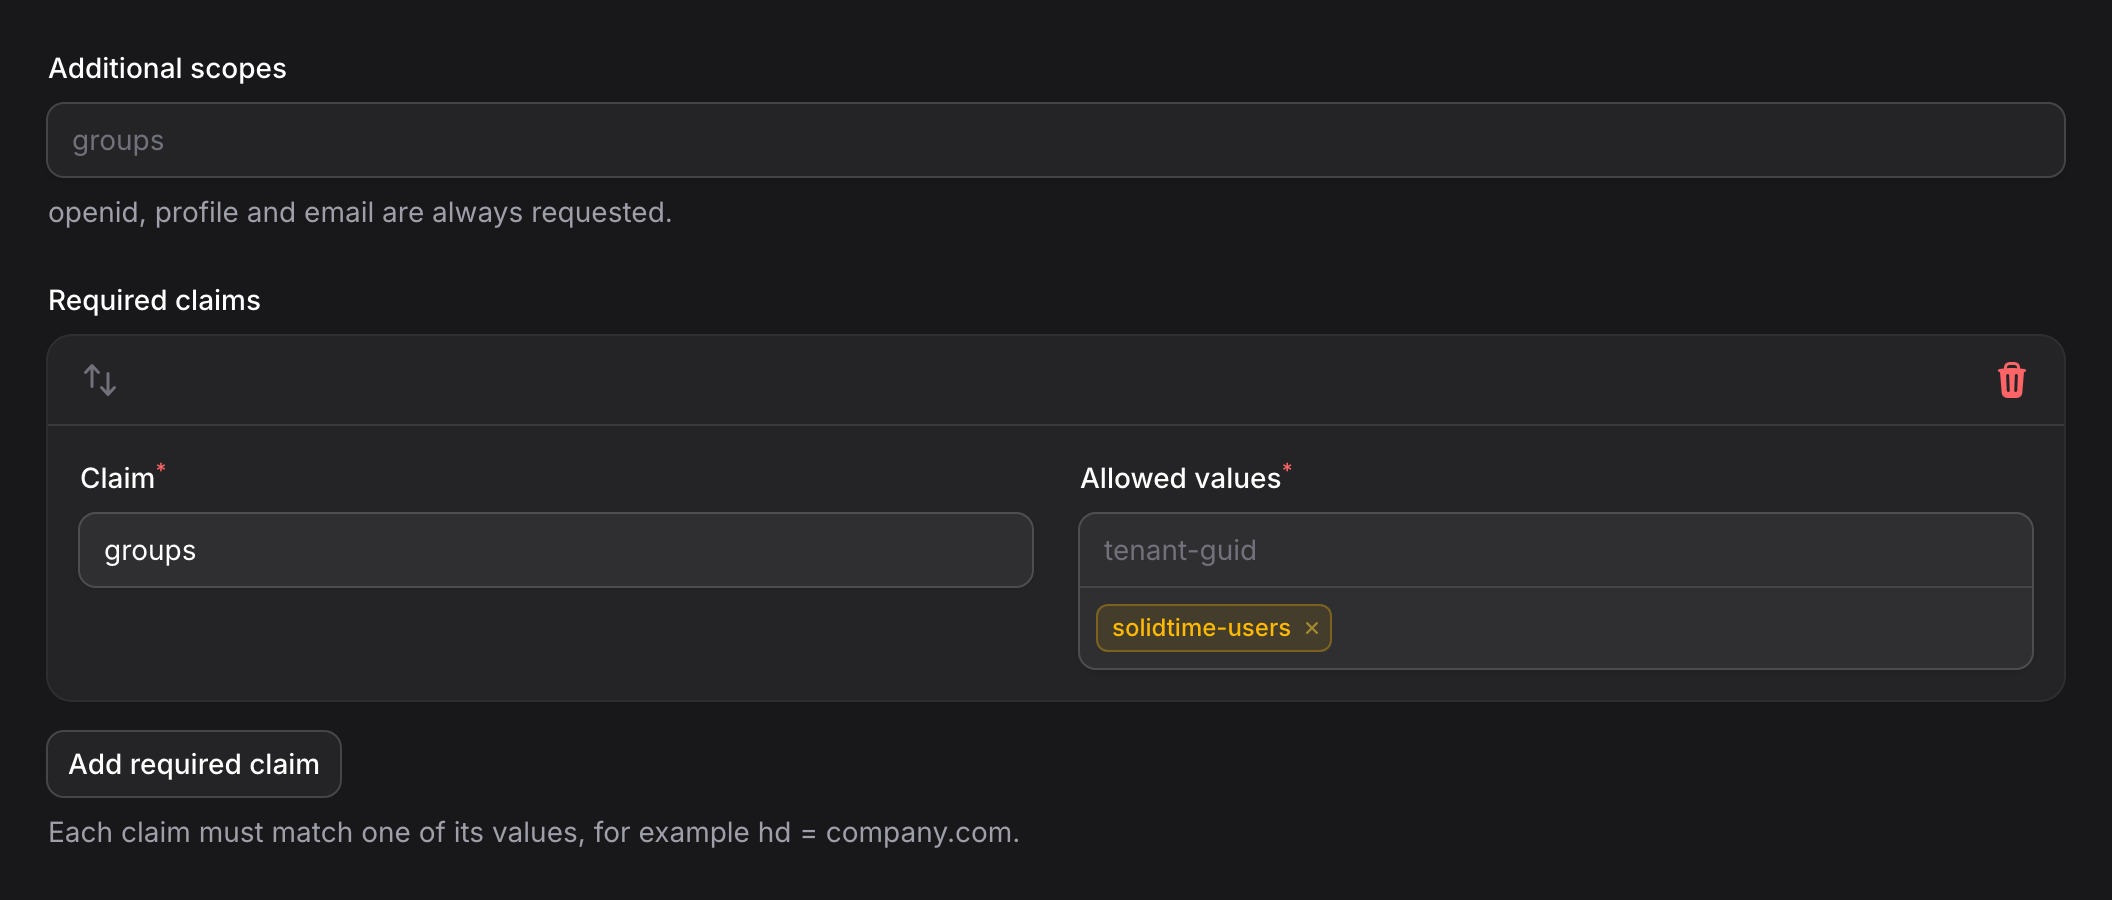 Additional scopes
groups
openid, profile and email are always requested.
Required claims
Claim*
Allowed values*
groups
tenant-guid
solidtime-users ×
Add required claim
Each claim must match one of its values, for example hd = company.com.